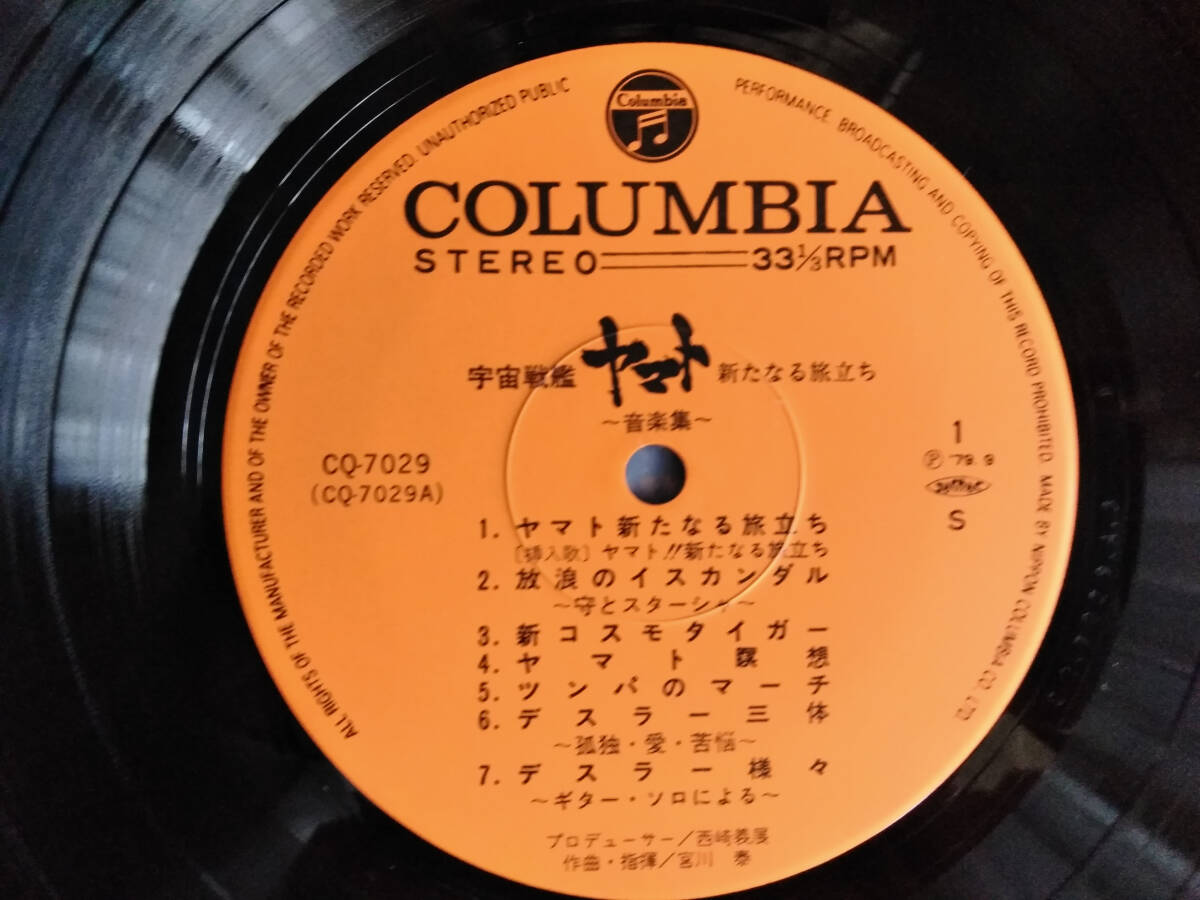 Columbia
ALL RIGHTS OF THE MANUFACTURER AND OF THE OWNER OF THE RECORDED WORK RESERVED. UNAUTHORIZED PUBLIC PERFORMANCE. BROADCASTING AND COPYING OF THIS RECORD PROHIBITED. MADE BY NIPPON COLUMBIA CO., LTD.
COLUMBIA
STEREO 33⅓RPM
宇宙戦艦 ヤマト 新たなる旅立ち
〜音楽集〜
CQ-7029
(CQ-7029A)
1
Ⓟ '79.9
S
1. ヤマト新たなる旅立ち
〔挿入歌〕ヤマト!!新たなる旅立ち
2. 放浪のイスカンダル
〜守とスターシャ〜
3. 新コスモタイガー
4. ヤマト瞑想
5. ツンパのマーチ
6. デスラー三体
〜孤独・愛・苦悩〜
7. デスラー様々
〜ギター・ソロによる〜
プロデューサー/西崎義展
作曲・指揮/宮川 泰